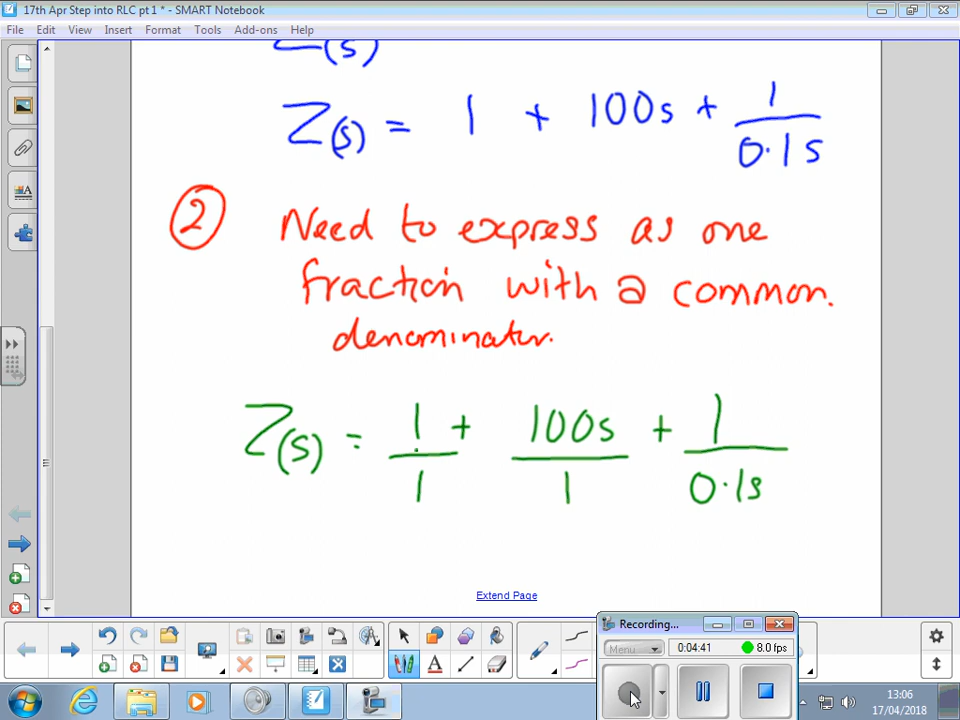 17th Apr Step into RLC pt 1 * - SMART Notebook
File Edit View Insert Format Tools Add-ons Help
Z(s)
Z(s) = 1 + 100s + 1/0.1s
② Need to express as one
fraction with a common
denominator.
Z(s) = 1/1 + 100s/1 + 1/0.1s
Extend Page
Recording...
Menu 0:04:41 8.0 fps
13:06
17/04/2018